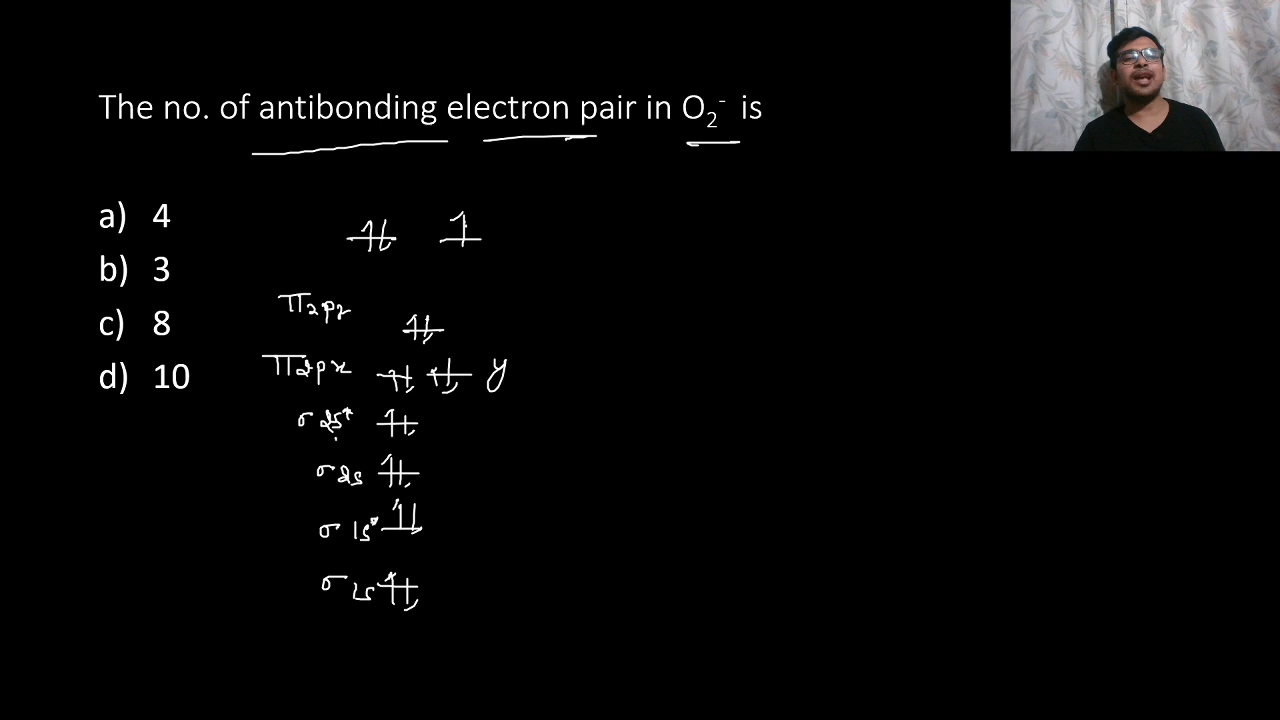 The no. of antibonding electron pair in O₂⁻ is
a) 4
b) 3
c) 8
d) 10
π2pz
π2px y
σ2s*
σ2s
σ1s*
σ1s